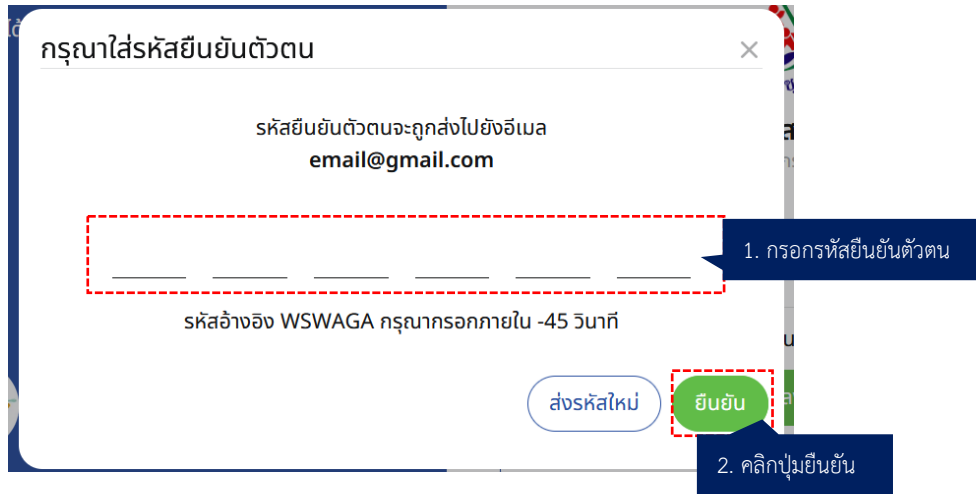 กรุณาใส่รหัสยืนยันตัวตน
รหัสยืนยันตัวตนจะถูกส่งไปยังอีเมล
email@gmail.com
1. กรอกรหัสยืนยันตัวตน
รหัสอ้างอิง WSWAGA กรุณากรอกภายใน -45 วินาที
ส่งรหัสใหม่
ยืนยัน
2. คลิกปุ่มยืนยัน